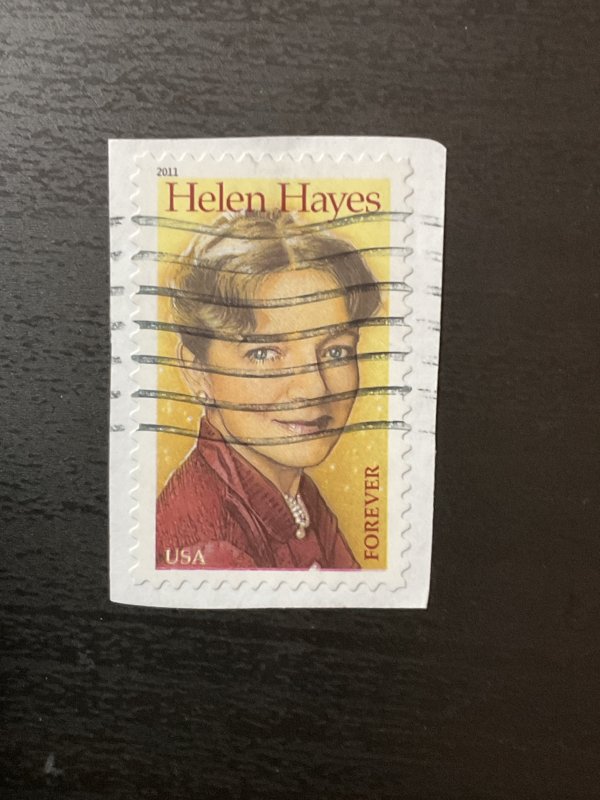 2011
Helen Hayes
FOREVER
USA